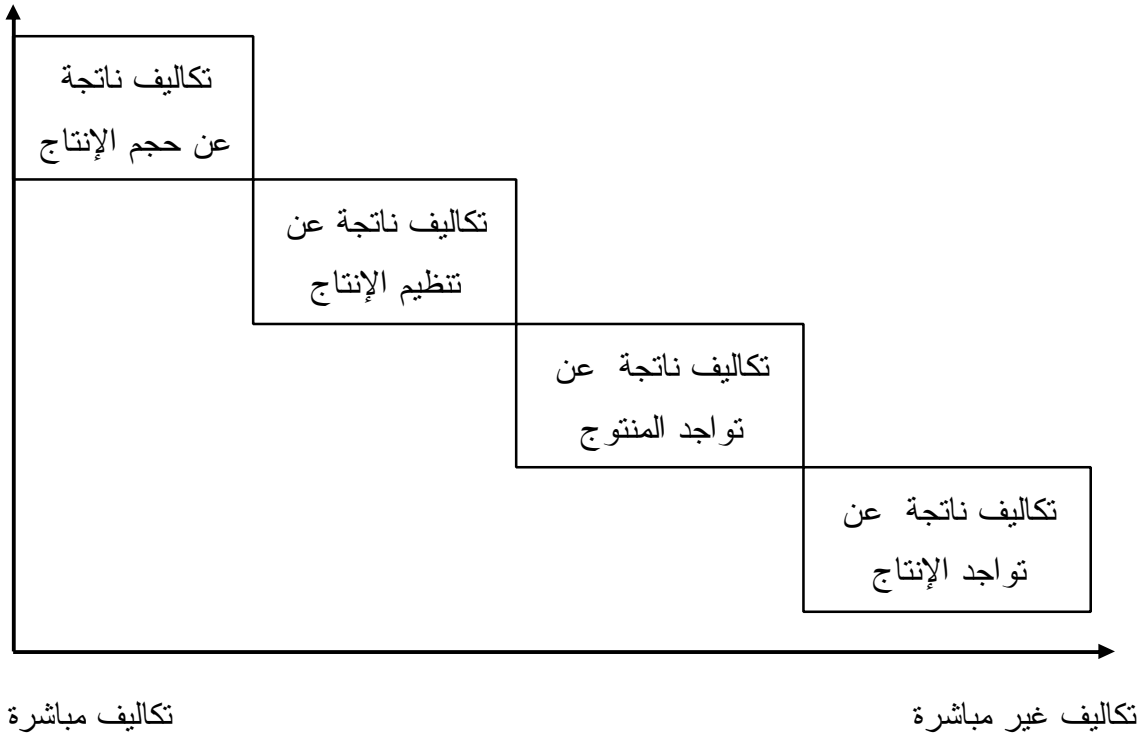 تكاليف ناتجة
عن حجم الإنتاج
تكاليف ناتجة عن
تنظيم الإنتاج
تكاليف ناتجة عن
تواجد المنتوج
تكاليف ناتجة عن
تواجد الإنتاج
تكاليف غير مباشرة
تكاليف مباشرة